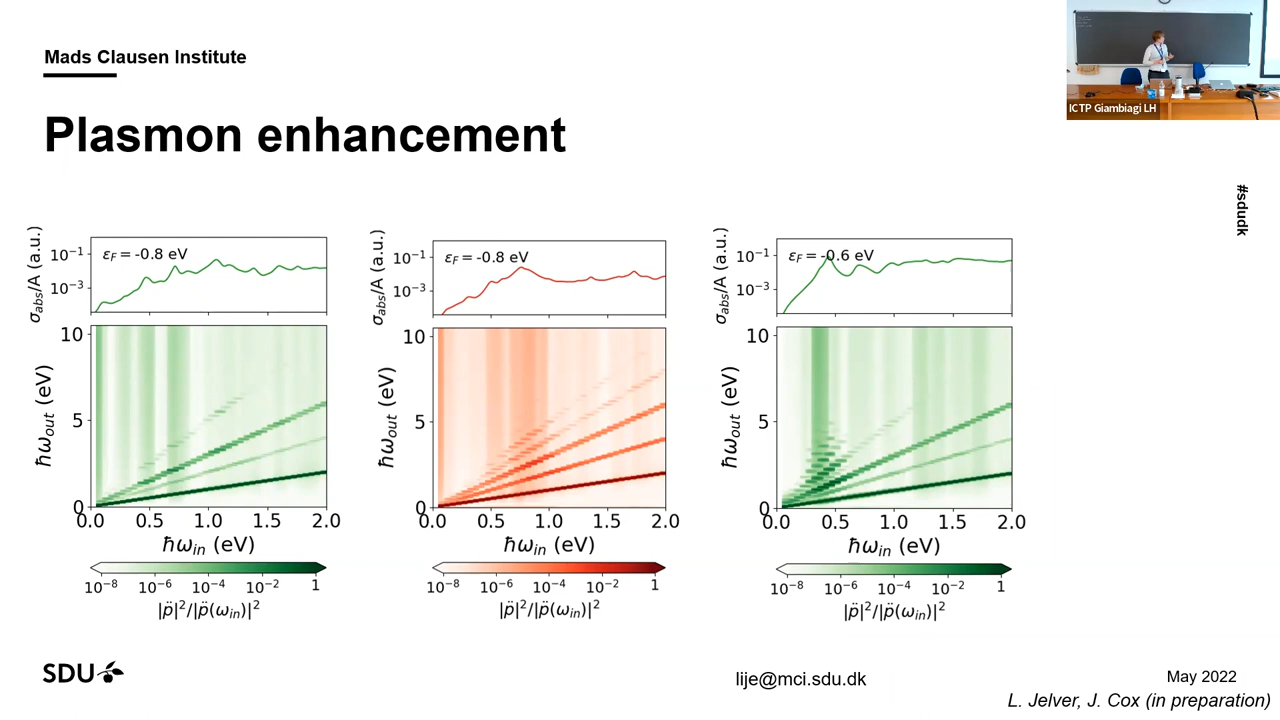 Mads Clausen Institute
Plasmon enhancement
ICTP Giambiagi LH
#sdudk
σ_abs/A (a.u.)
10⁻¹
10⁻³
ε_F = -0.8 eV
ħω_out (eV)
10
5
0
0.0 0.5 1.0 1.5 2.0
ħω_in (eV)
10⁻⁸ 10⁻⁶ 10⁻⁴ 10⁻² 1
|p̈|²/|p̈(ω_in)|²
σ_abs/A (a.u.)
10⁻¹
10⁻³
ε_F = -0.8 eV
ħω_out (eV)
10
5
0
0.0 0.5 1.0 1.5 2.0
ħω_in (eV)
10⁻⁸ 10⁻⁶ 10⁻⁴ 10⁻² 1
|p̈|²/|p̈(ω_in)|²
σ_abs/A (a.u.)
10⁻¹
10⁻³
ε_F = -0.6 eV
ħω_out (eV)
10
5
0
0.0 0.5 1.0 1.5 2.0
ħω_in (eV)
10⁻⁸ 10⁻⁶ 10⁻⁴ 10⁻² 1
|p̈|²/|p̈(ω_in)|²
SDU
lije@mci.sdu.dk
May 2022
L. Jelver, J. Cox (in preparation)